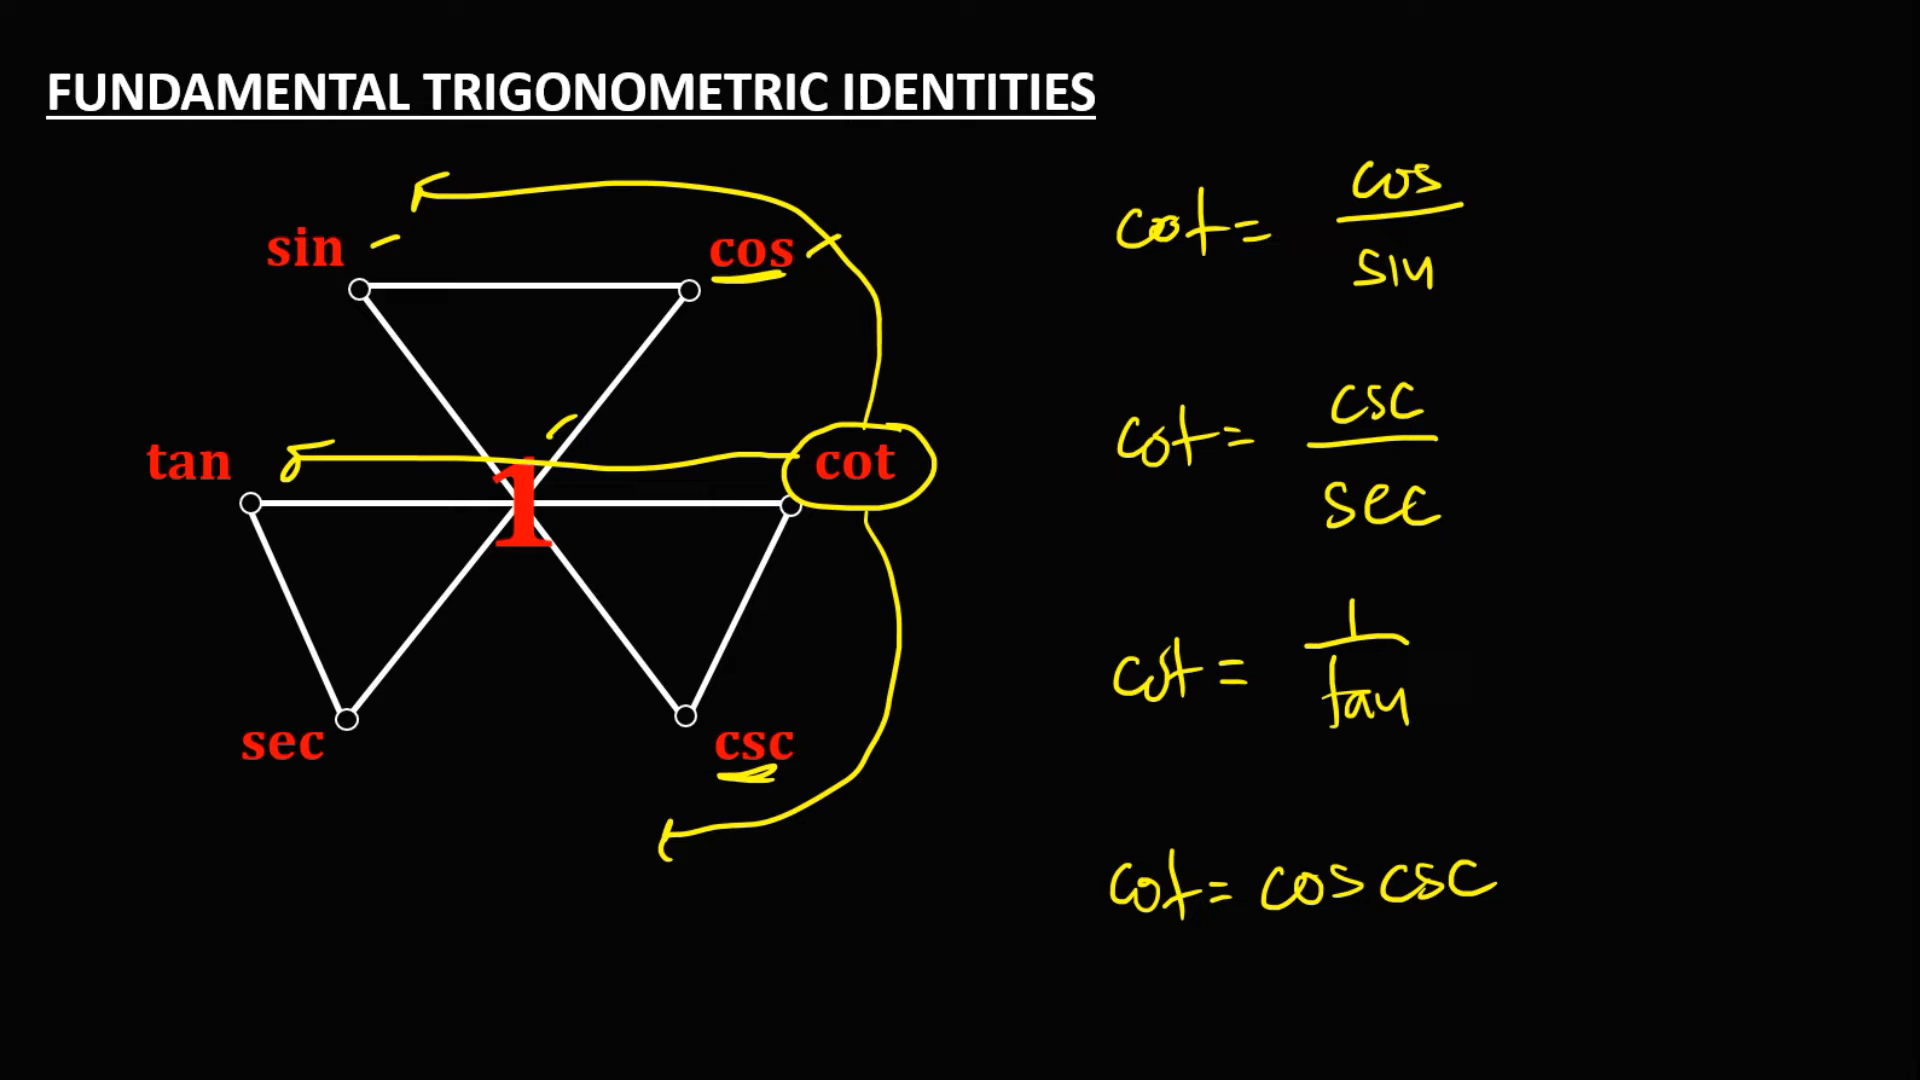 FUNDAMENTAL TRIGONOMETRIC IDENTITIES
sin
cos
tan
1
cot
sec
csc
cot = cos
sin
cot = csc
sec
cot = 1
tan
cot = cos csc